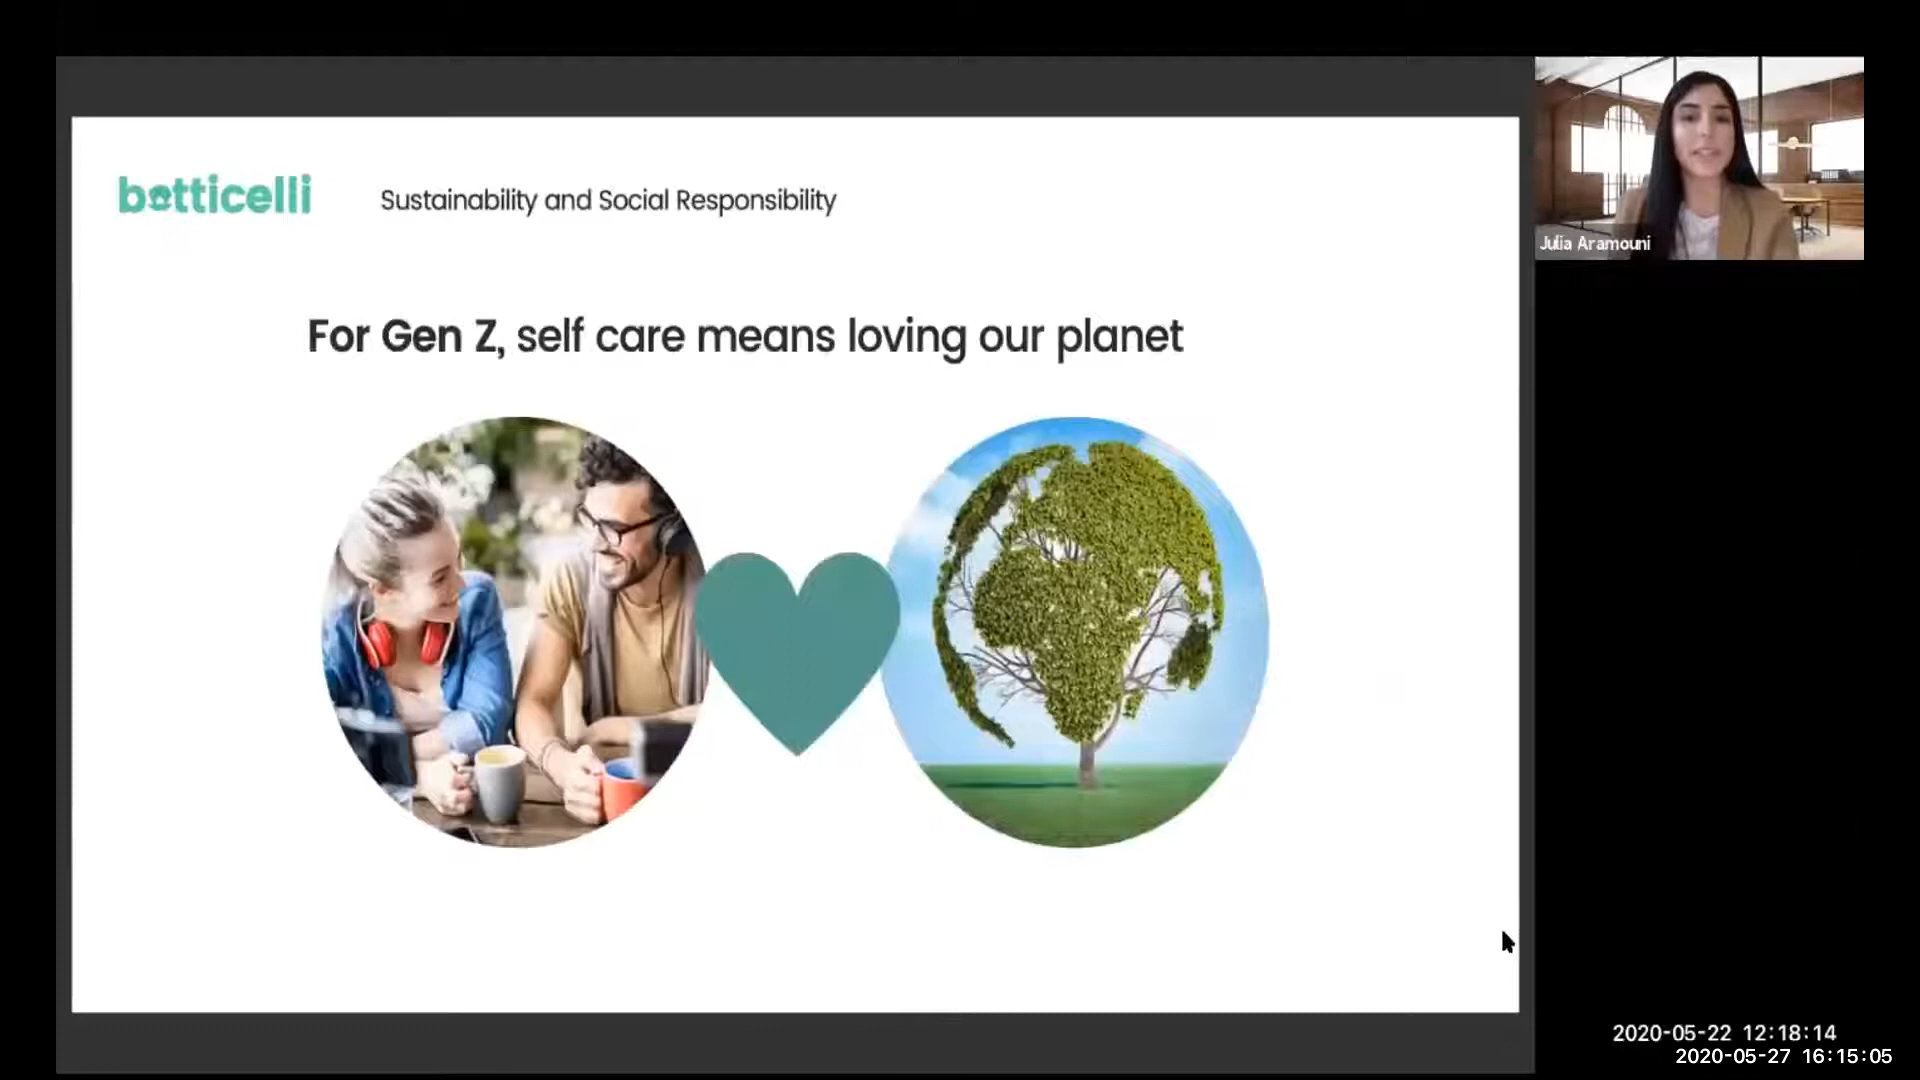 botticelli
Sustainability and Social Responsibility
For Gen Z, self care means loving our planet
Julia Aramouni
2020-05-22 12:18:14
2020-05-27 16:15:05